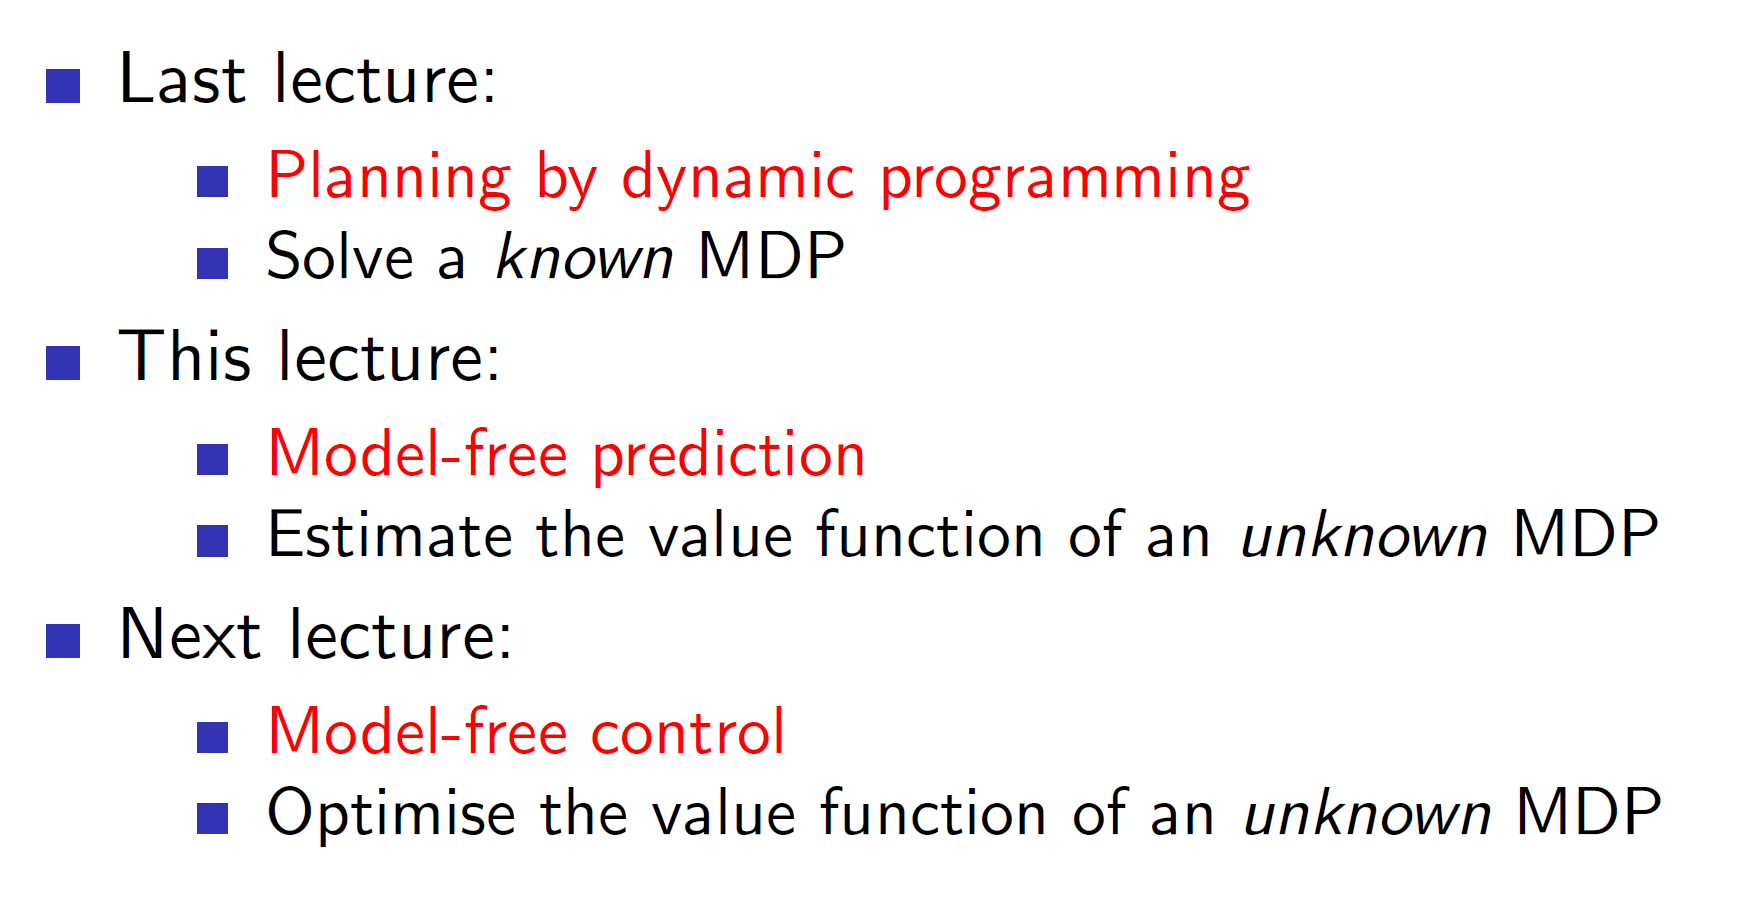 Last lecture:
Planning by dynamic programming
Solve a known MDP
This lecture:
Model-free prediction
Estimate the value function of an unknown MDP
Next lecture:
Model-free control
Optimise the value function of an unknown MDP